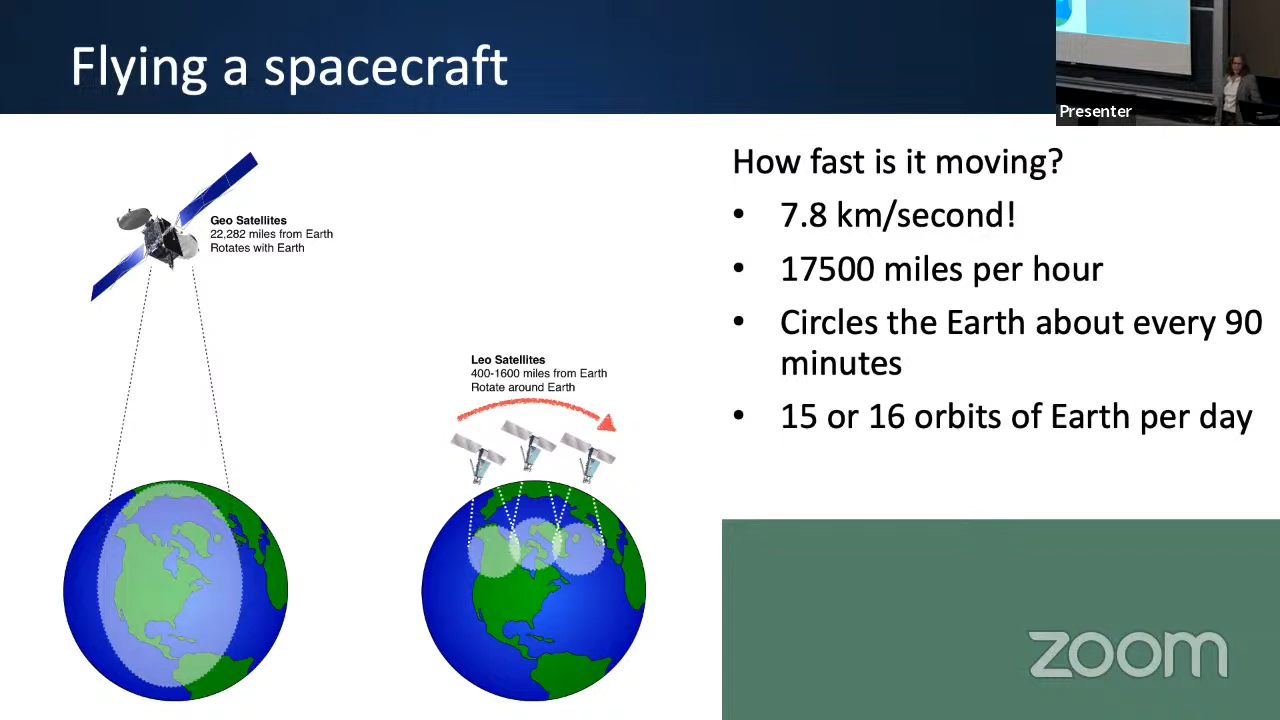 Flying a spacecraft
Presenter
How fast is it moving?
• 7.8 km/second!
• 17500 miles per hour
• Circles the Earth about every 90
minutes
• 15 or 16 orbits of Earth per day
Geo Satellites
22,282 miles from Earth
Rotates with Earth
Leo Satellites
400-1600 miles from Earth
Rotate around Earth
zoom